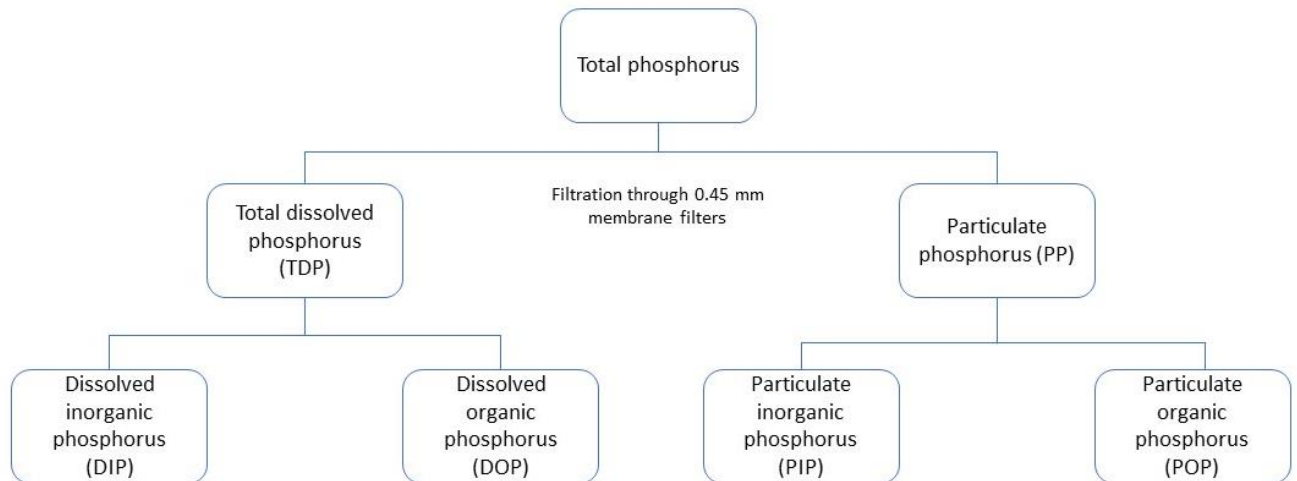 Total phosphorus
Filtration through 0.45 mm
membrane filters
Total dissolved
phosphorus
(TDP)
Particulate
phosphorus (PP)
Dissolved
inorganic
phosphorus
(DIP)
Dissolved
organic
phosphorus
(DOP)
Particulate
inorganic
phosphorus
(PIP)
Particulate
organic
phosphorus
(POP)